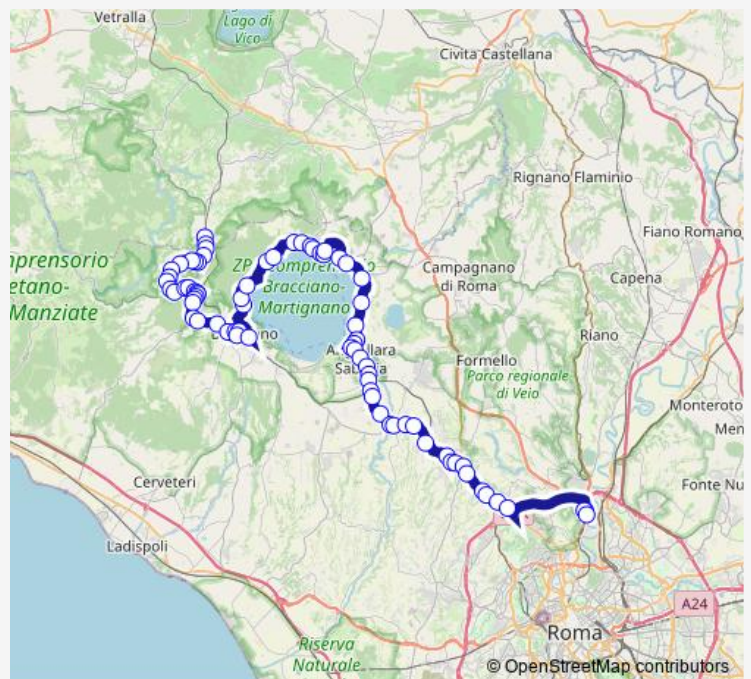 Vetralla
Lago di
Vico
Civita Castellana
Rignano Flaminio
Fiano Romano
mprensorio
etano-
Manziate
Bracciano-
Martignano
Campagnano
di Roma
Capena
Riano
Formello
Parco regionale
di Veio
Monteroto
Men
Cerveteri
Fonte Nu
Ladispoli
A24
Roma
Riserva
Naturale
© OpenStreetMap contributors